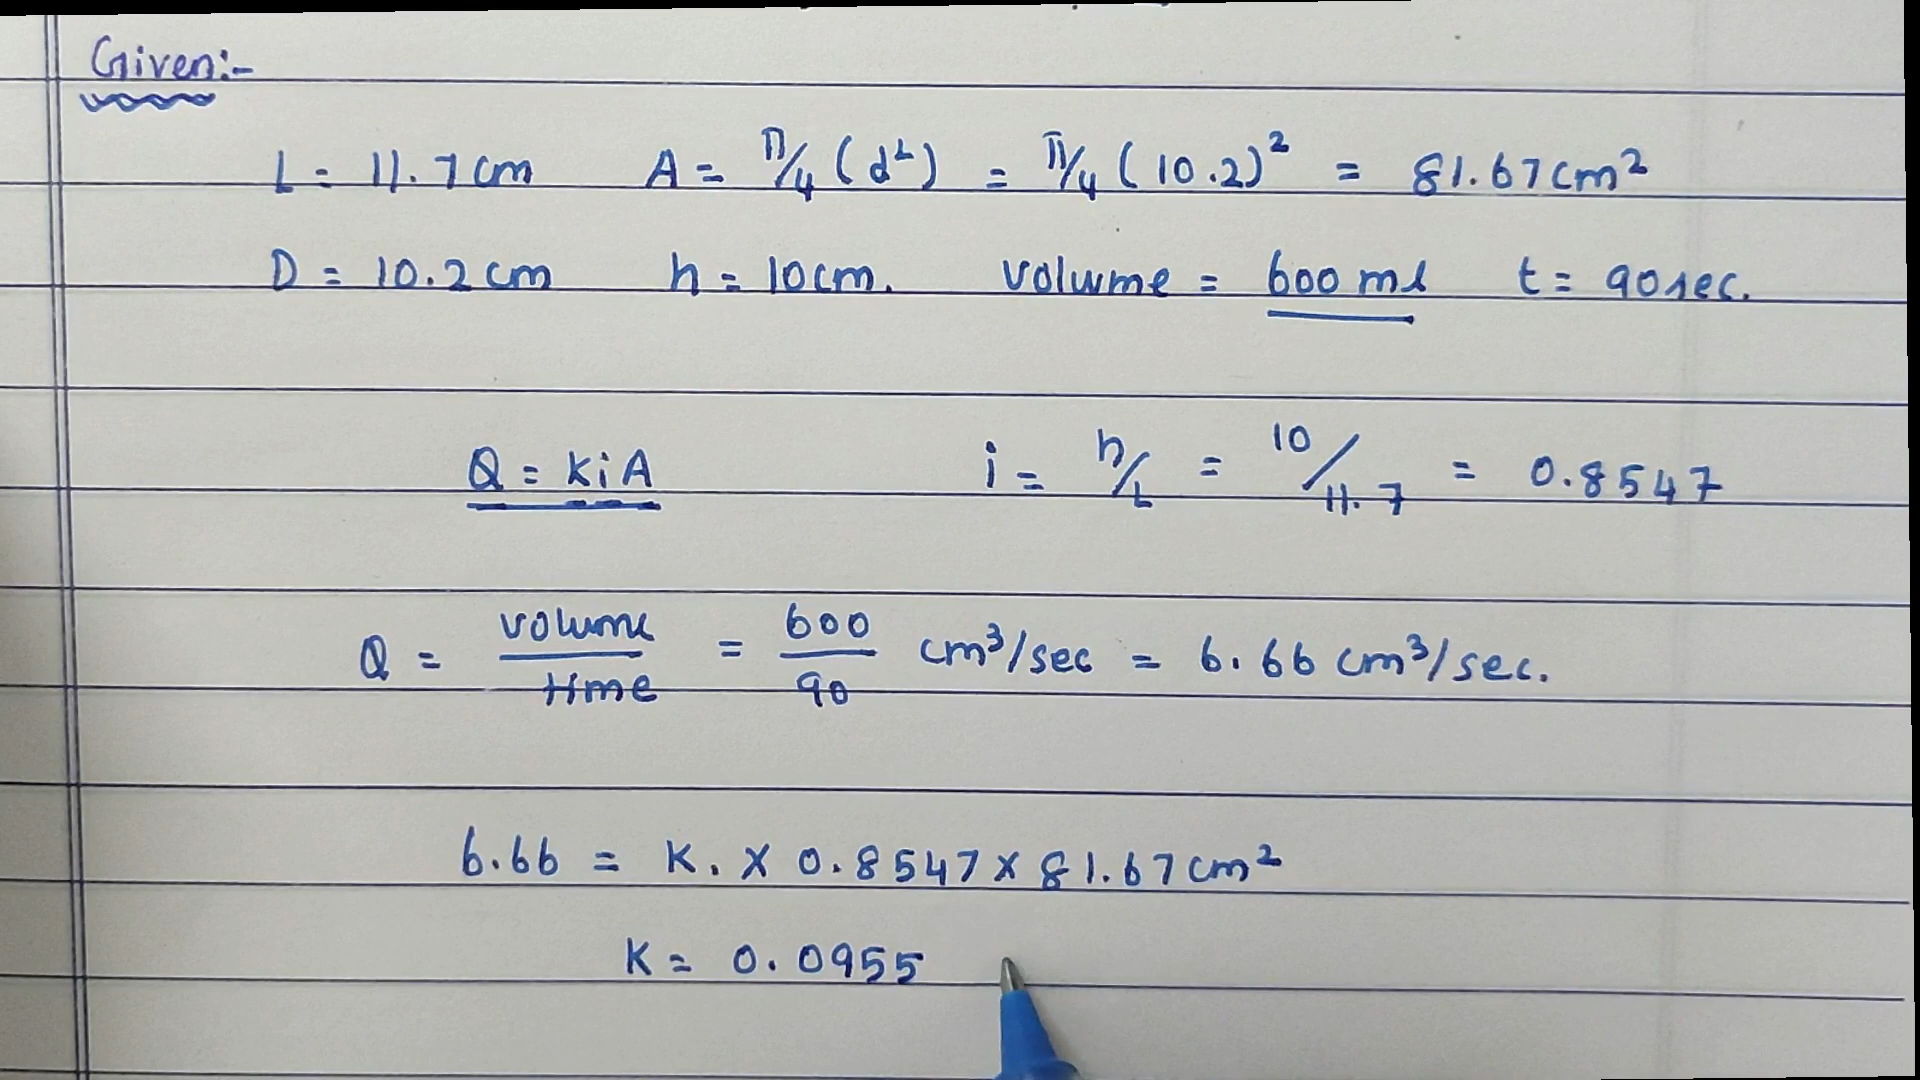 Given:-
L = 11.7 cm A = π/4 (d²) = π/4 (10.2)² = 81.67 cm²
D = 10.2 cm h = 10 cm. volume = 600 ml t = 90 sec.
Q = KiA i = h/L = 10/11.7 = 0.8547
Q = volume/time = 600/90 cm³/sec = 6.66 cm³/sec.
6.66 = K. × 0.8547 × 81.67 cm²
K = 0.0955